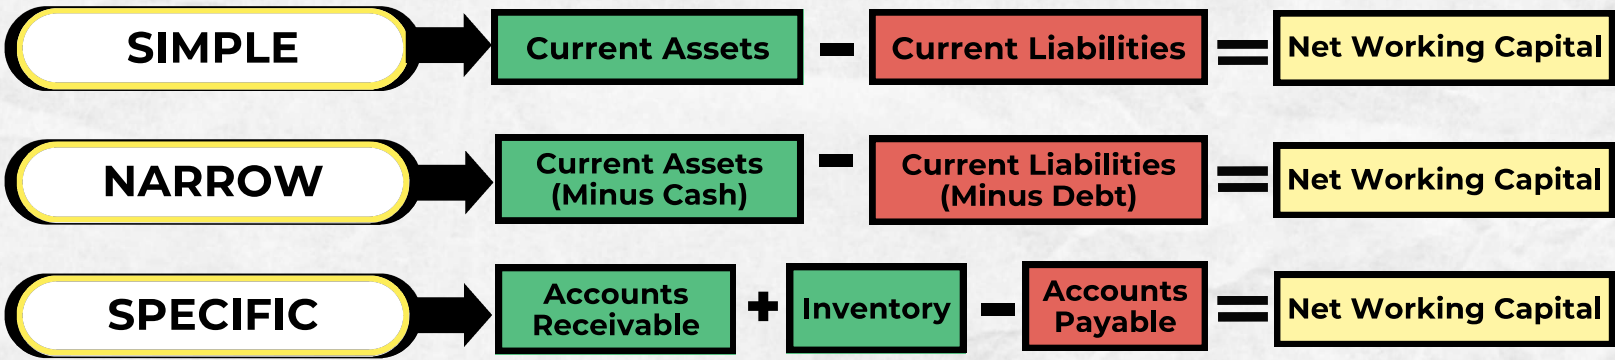 SIMPLE
Current Assets - Current Liabilities = Net Working Capital
NARROW
Current Assets
(Minus Cash)
-
Current Liabilities
(Minus Debt)
=
Net Working Capital
SPECIFIC
Accounts
Receivable
+
Inventory
-
Accounts
Payable
=
Net Working Capital